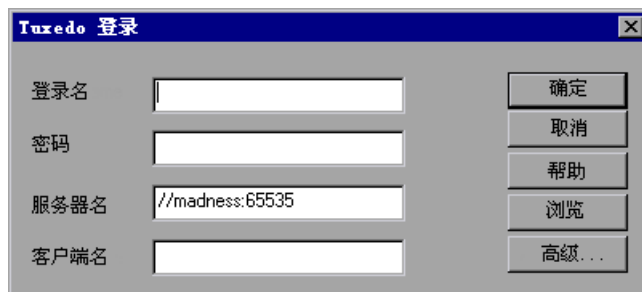 Tuxedo 登录
登录名
确定
取消
密码
帮助
服务器名
//madness:65535
浏览
客户端名
高级...